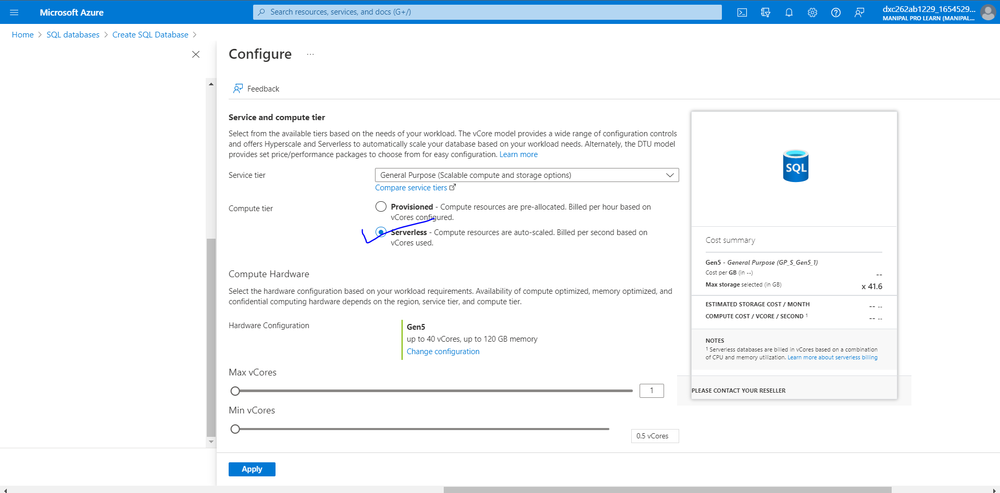 Microsoft Azure
Search resources, services, and docs (G+/)
dxc262ab1229_1654529...
MANIPAL PRO LEARN (MANIPAL...
Home > SQL databases > Create SQL Database >
Configure ...
Feedback
Service and compute tier
Select from the available tiers based on the needs of your workload. The vCore model provides a wide range of configuration controls
and offers Hyperscale and Serverless to automatically scale your database based on your workload needs. Alternately, the DTU model
provides set price/performance packages to choose from for easy configuration. Learn more
Service tier
General Purpose (Scalable compute and storage options)
Compare service tiers
Compute tier
Provisioned - Compute resources are pre-allocated. Billed per hour based on
vCores configured.
Serverless - Compute resources are auto-scaled. Billed per second based on
vCores used.
Compute Hardware
Select the hardware configuration based on your workload requirements. Availability of compute optimized, memory optimized, and
confidential computing hardware depends on the region, service tier, and compute tier.
Hardware Configuration
Gen5
up to 40 vCores, up to 120 GB memory
Change configuration
Max vCores
1
Min vCores
0.5 vCores
Apply
SQL
Cost summary
Gen5 - General Purpose (GP_S_Gen5_1)
Cost per GB (in --)
--
Max storage selected (in GB)
x 41.6
ESTIMATED STORAGE COST / MONTH
-- --
COMPUTE COST / VCORE / SECOND 1
-- --
NOTES
1 Serverless databases are billed in vCores based on a combination
of CPU and memory utilization. Learn more about serverless billing
PLEASE CONTACT YOUR RESELLER